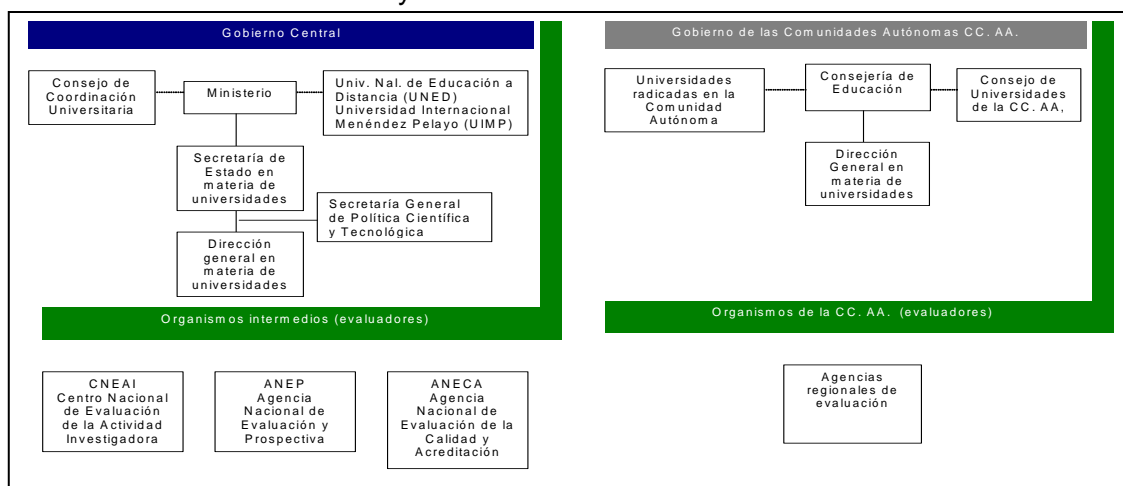 y
Gobierno Central
Consejo de
Coordinación
Universitaria
Ministerio
Univ. Nal. de Educación a
Distancia (UNED)
Universidad Internacional
Menéndez Pelayo (UIMP)
Secretaría de
Estado en
materia de
universidades
Secretaría General
de Política Científica
y Tecnológica
Dirección
general en
materia de
universidades
Organismos intermedios (evaluadores)
CNEAI
Centro Nacional
de Evaluación
de la Actividad
Investigadora
ANEP
Agencia
Nacional de
Evaluación y
Prospectiva
ANECA
Agencia
Nacional de
Evaluación de la
Calidad y
Acreditación
Gobierno de las Comunidades Autónomas CC. AA.
Universidades
radicadas en la
Comunidad
Autónoma
Consejería de
Educación
Consejo de
Universidades
de la CC. AA,
Dirección
General en
materia de
universidades
Organismos de la CC. AA. (evaluadores)
Agencias
regionales de
evaluación